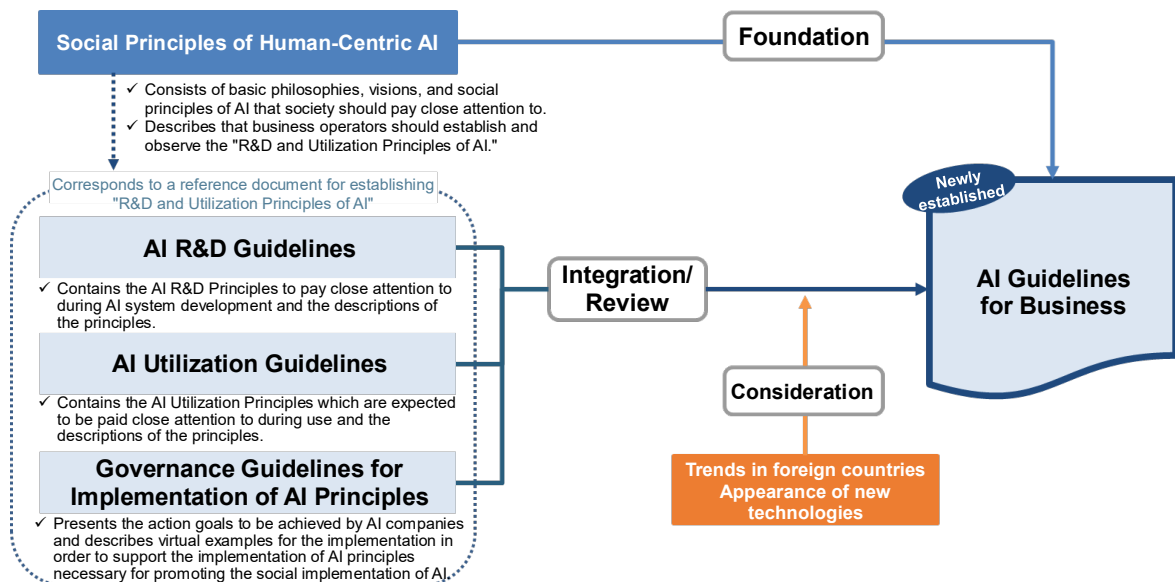 Social Principles of Human-Centric AI
Foundation
✓ Consists of basic philosophies, visions, and social
principles of AI that society should pay close attention to.
✓ Describes that business operators should establish and
observe the "R&D and Utilization Principles of AI."
Corresponds to a reference document for establishing
"R&D and Utilization Principles of AI"
AI R&D Guidelines
✓ Contains the AI R&D Principles to pay close attention to
during AI system development and the descriptions of
the principles.
AI Utilization Guidelines
✓ Contains the AI Utilization Principles which are expected
to be paid close attention to during use and the
descriptions of the principles.
Governance Guidelines for
Implementation of AI Principles
✓ Presents the action goals to be achieved by AI companies
and describes virtual examples for the implementation in
order to support the implementation of AI principles
necessary for promoting the social implementation of AI.
Integration/
Review
Consideration
Trends in foreign countries
Appearance of new
technologies
Newly
established
AI Guidelines
for Business